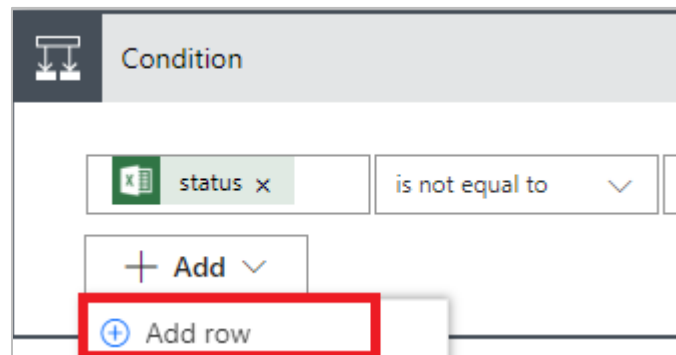 Condition
status x
is not equal to
+ Add
Add row